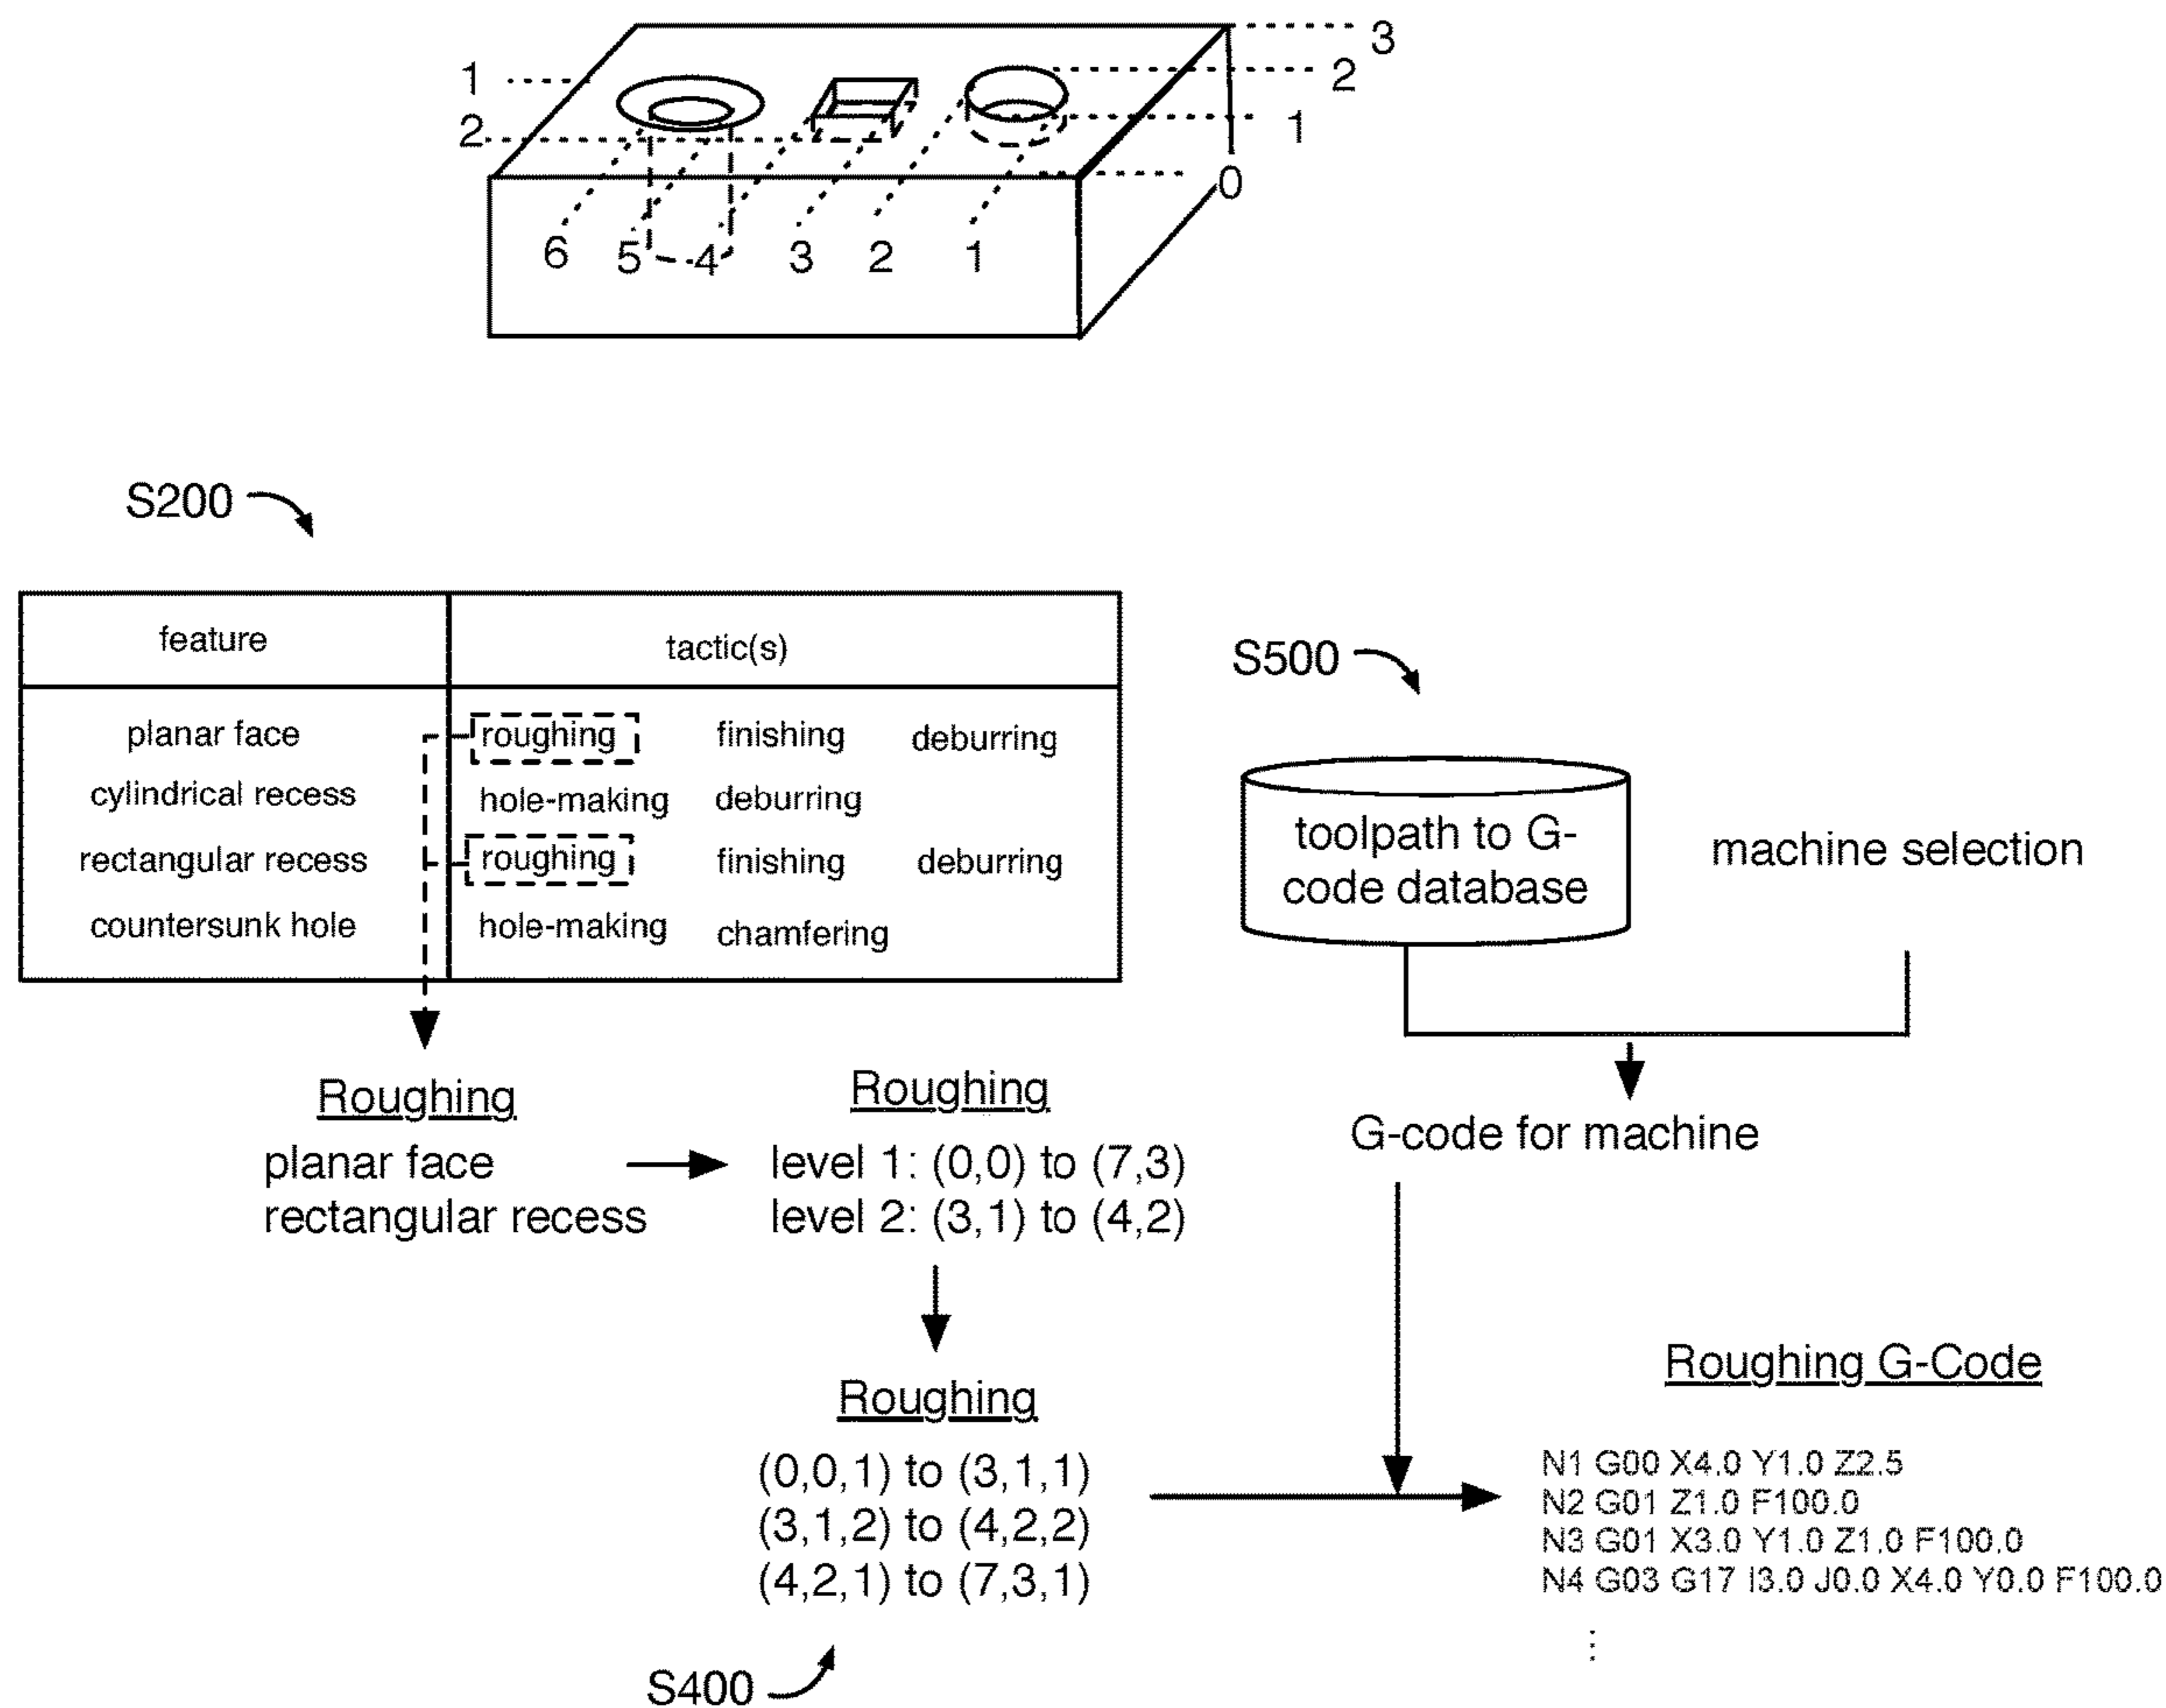 3
1
2
2
1
0
6 5 4 3 2 1
S200
feature tactic(s)
planar face roughing finishing deburring
cylindrical recess hole-making deburring
rectangular recess roughing finishing deburring
countersunk hole hole-making chamfering
S500
toolpath to G-
code database
machine selection
G-code for machine
Roughing
planar face
rectangular recess
Roughing
level 1: (0,0) to (7,3)
level 2: (3,1) to (4,2)
Roughing
(0,0,1) to (3,1,1)
(3,1,2) to (4,2,2)
(4,2,1) to (7,3,1)
S400
Roughing G-Code
N1 G00 X4.0 Y1.0 Z2.5
N2 G01 Z1.0 F100.0
N3 G01 X3.0 Y1.0 Z1.0 F100.0
N4 G03 G17 I3.0 J0.0 X4.0 Y0.0 F100.0
⋮